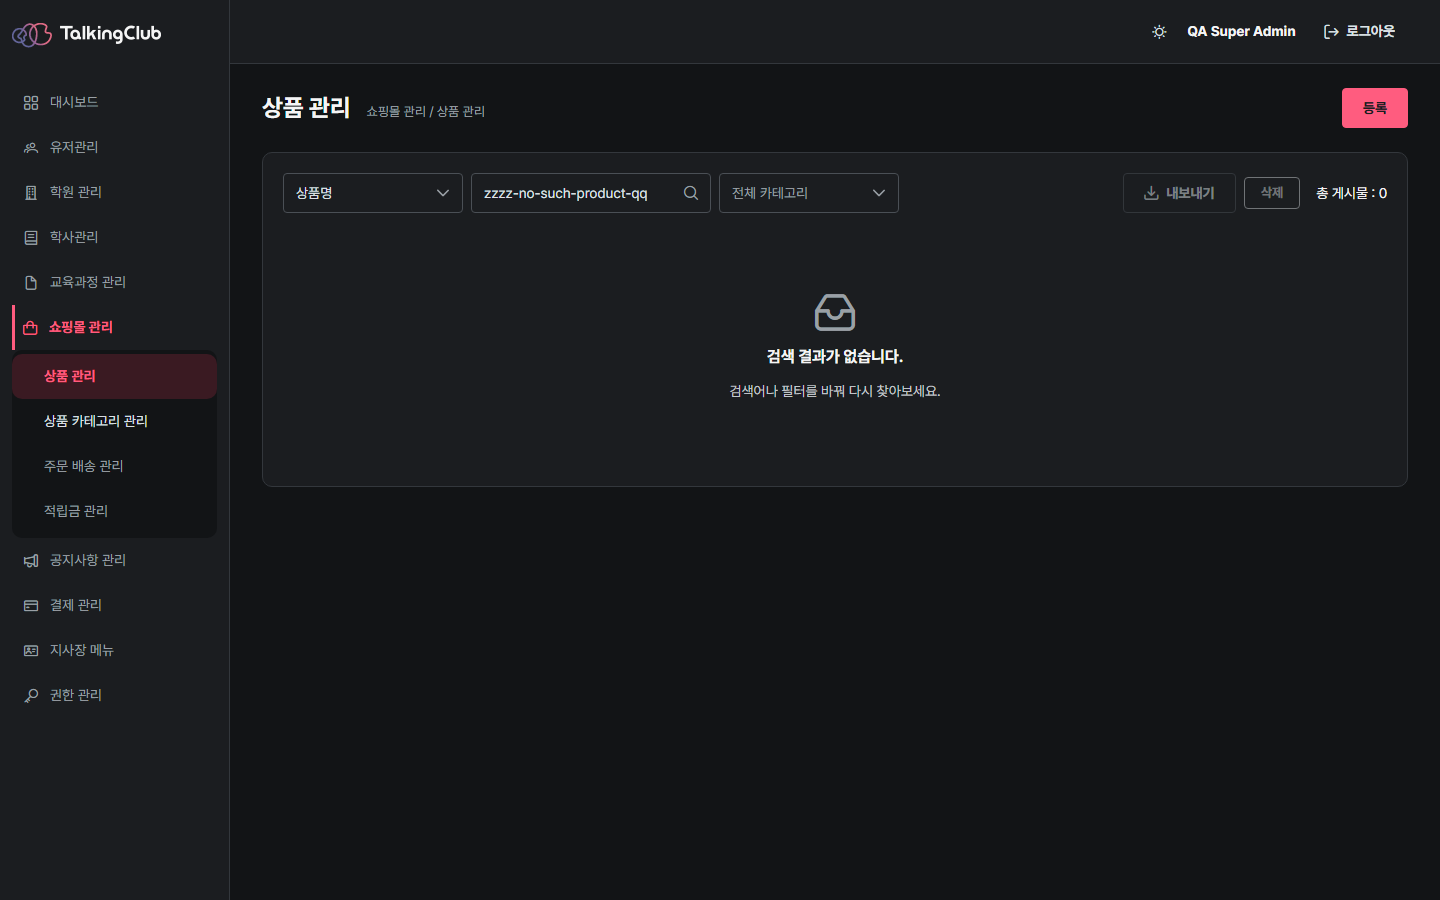 TalkingClub
QA Super Admin
로그아웃
대시보드
유저관리
학원 관리
학사관리
교육과정 관리
쇼핑몰 관리
상품 관리
상품 카테고리 관리
주문 배송 관리
적립금 관리
공지사항 관리
결제 관리
지사장 메뉴
권한 관리
상품 관리
쇼핑몰 관리 / 상품 관리
등록
상품명
zzzz-no-such-product-qq
전체 카테고리
내보내기
삭제
총 게시물 : 0
검색 결과가 없습니다.
검색어나 필터를 바꿔 다시 찾아보세요.